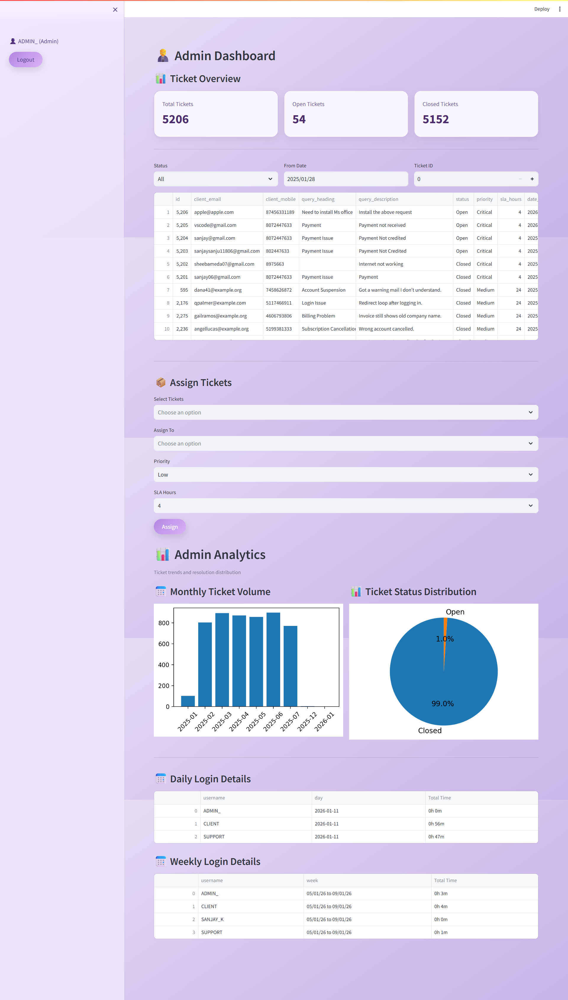 Deploy
ADMIN_ (Admin)
Logout
Admin Dashboard
Ticket Overview
Total Tickets Open Tickets Closed Tickets
5206 54 5152
Status From Date Ticket ID
All 2025/01/28 0
id client_email client_mobile query_heading query_description status priority sla_hours date_
1 5,206 apple@apple.com 87456331189 Need to install Ms office Install the above request Open Critical 4 2026
2 5,205 vscode@gmail.com 8072447633 Payment Payment not received Open Critical 4 2026
3 5,204 sanjay@gmail.com 8072447633 Payment Issue Payment Not credited Open Critical 4 2025
4 5,203 sanjaysanju11806@gmail.com 802447633 Payment Issue Payment Not Credited Open Critical 4 2025
5 5,202 sheebameda07@gmail.com 8975663 Internet not working Closed Critical 4 2025
6 5,201 sanjay06@gmail.com 8072447633 Payment issue Payment Closed Critical 4 2025
7 595 dana41@example.org 7458626872 Account Suspension Got a warning mail I don’t understand. Closed Medium 24 2025
8 2,176 qpalmer@example.com 5117466911 Login Issue Redirect loop after logging in. Closed Medium 24 2025
9 2,275 gailramos@example.org 4606793806 Billing Problem Invoice still shows old company name. Closed Medium 24 2025
10 2,236 angellucas@example.org 5199381333 Subscription Cancellation Wrong account cancelled. Closed Medium 24 2025
Assign Tickets
Select Tickets
Choose an option
Assign To
Choose an option
Priority
Low
SLA Hours
4
Assign
Admin Analytics
Ticket trends and resolution distribution
Monthly Ticket Volume
800
600
400
200
0
2025-01 2025-02 2025-03 2025-04 2025-05 2025-06 2025-07 2025-12 2026-01
Ticket Status Distribution
Open
1.0%
99.0%
Closed
Daily Login Details
username day Total Time
0 ADMIN_ 2026-01-11 0h 0m
1 CLIENT 2026-01-11 0h 56m
2 SUPPORT 2026-01-11 0h 47m
Weekly Login Details
username week Total Time
0 ADMIN_ 05/01/26 to 09/01/26 0h 3m
1 CLIENT 05/01/26 to 09/01/26 0h 4m
2 SANJAY_K 05/01/26 to 09/01/26 0h 0m
3 SUPPORT 05/01/26 to 09/01/26 0h 1m